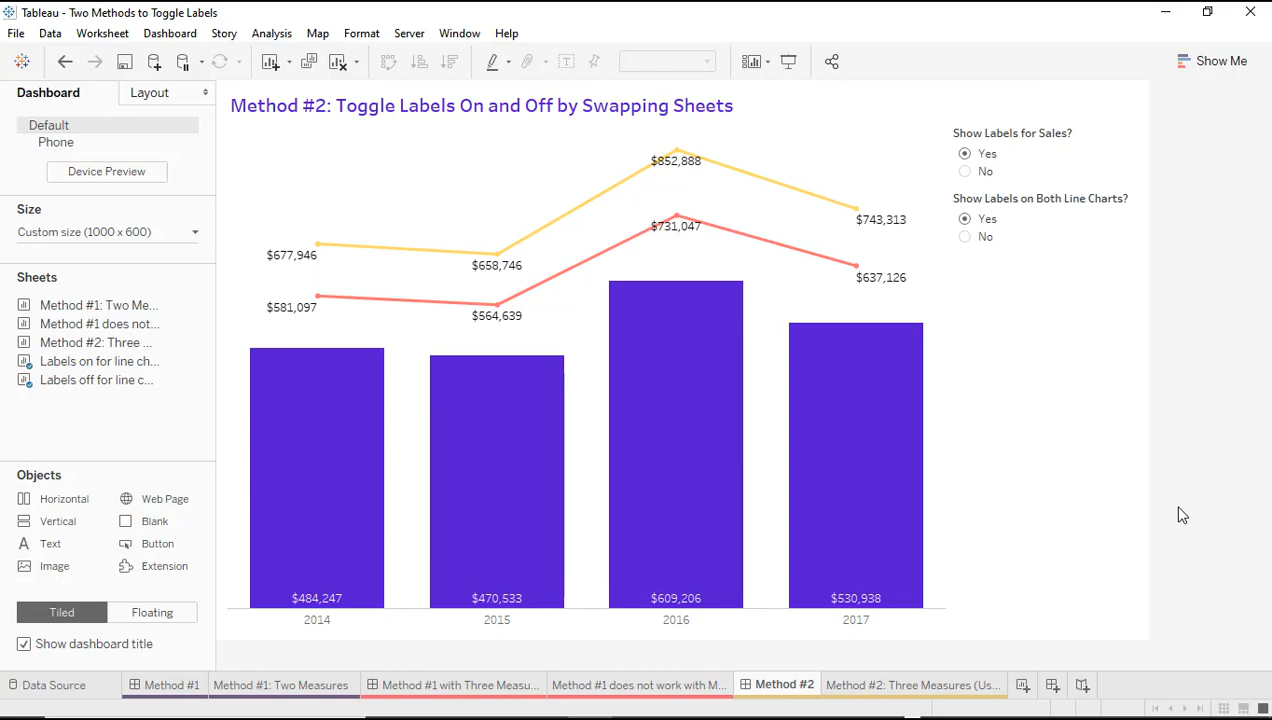 Tableau - Two Methods to Toggle Labels
File Data Worksheet Dashboard Story Analysis Map Format Server Window Help
Show Me
Dashboard Layout
Default
Phone
Device Preview
Size
Custom size (1000 x 600)
Sheets
Method #1: Two Me...
Method #1 does not...
Method #2: Three ...
Labels on for line ch...
Labels off for line c...
Objects
Horizontal Web Page
Vertical Blank
Text Button
Image Extension
Tiled Floating
Show dashboard title
Method #2: Toggle Labels On and Off by Swapping Sheets
$852,888
$743,313
$731,047
$677,946
$658,746
$637,126
$581,097
$564,639
$484,247 $470,533 $609,206 $530,938
2014 2015 2016 2017
Show Labels for Sales?
Yes
No
Show Labels on Both Line Charts?
Yes
No
Data Source Method #1 Method #1: Two Measures Method #1 with Three Measu... Method #1 does not work with M... Method #2 Method #2: Three Measures (Us...